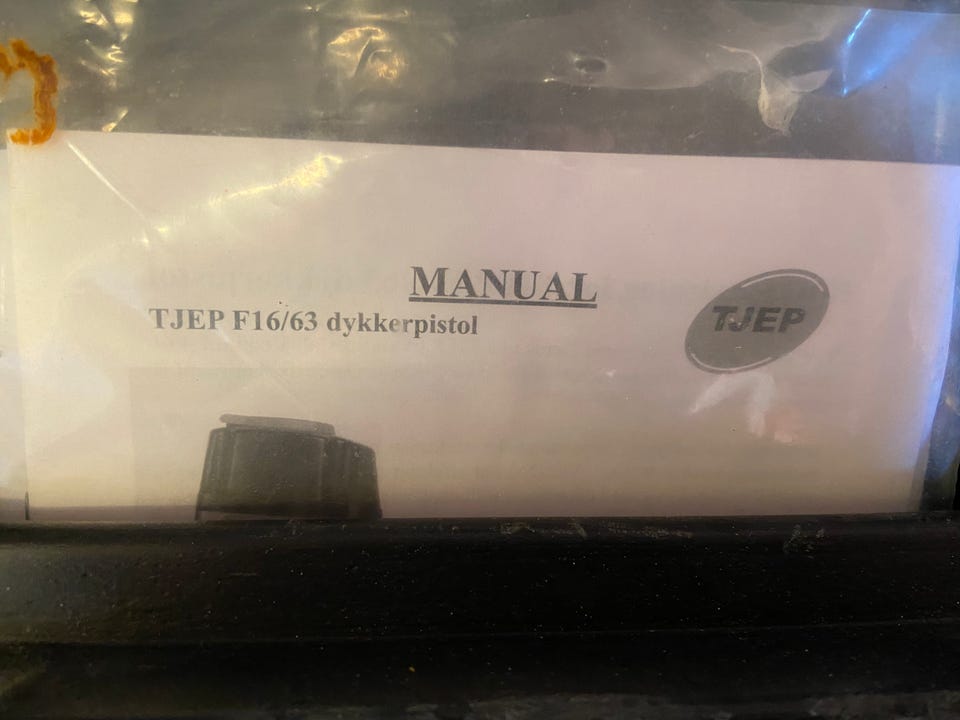 MANUAL
TJEP F16/63 dykkerpistol
TJEP